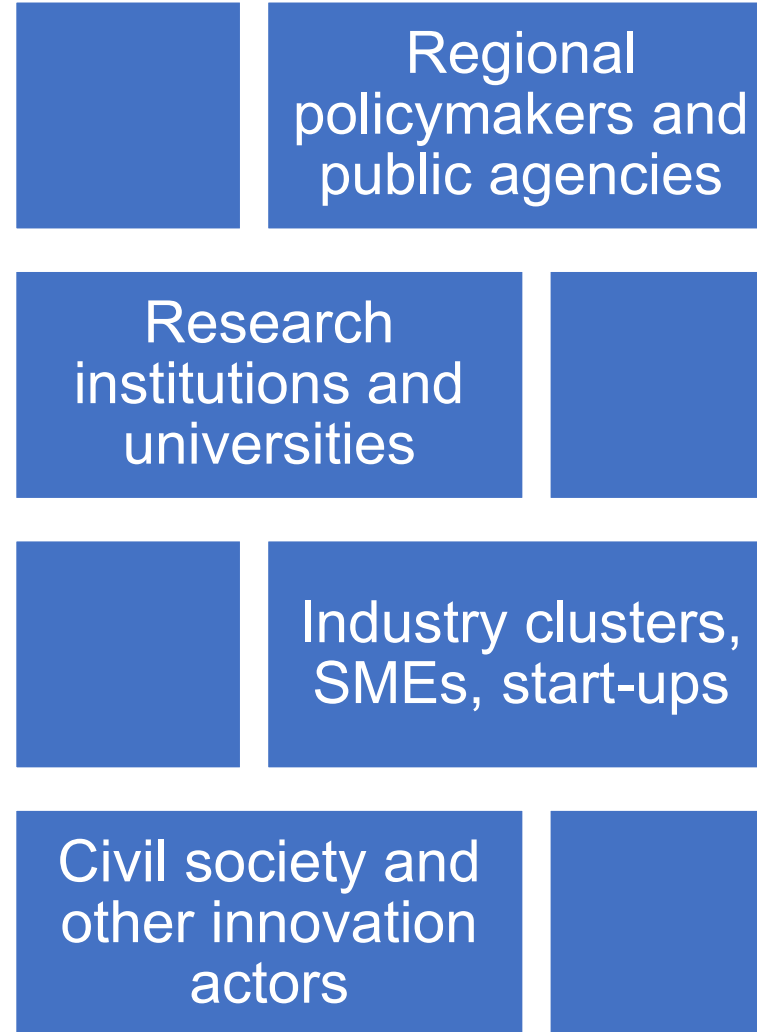 Regional
policymakers and
public agencies
Research
institutions and
universities
Industry clusters,
SMEs, start-ups
Civil society and
other innovation
actors